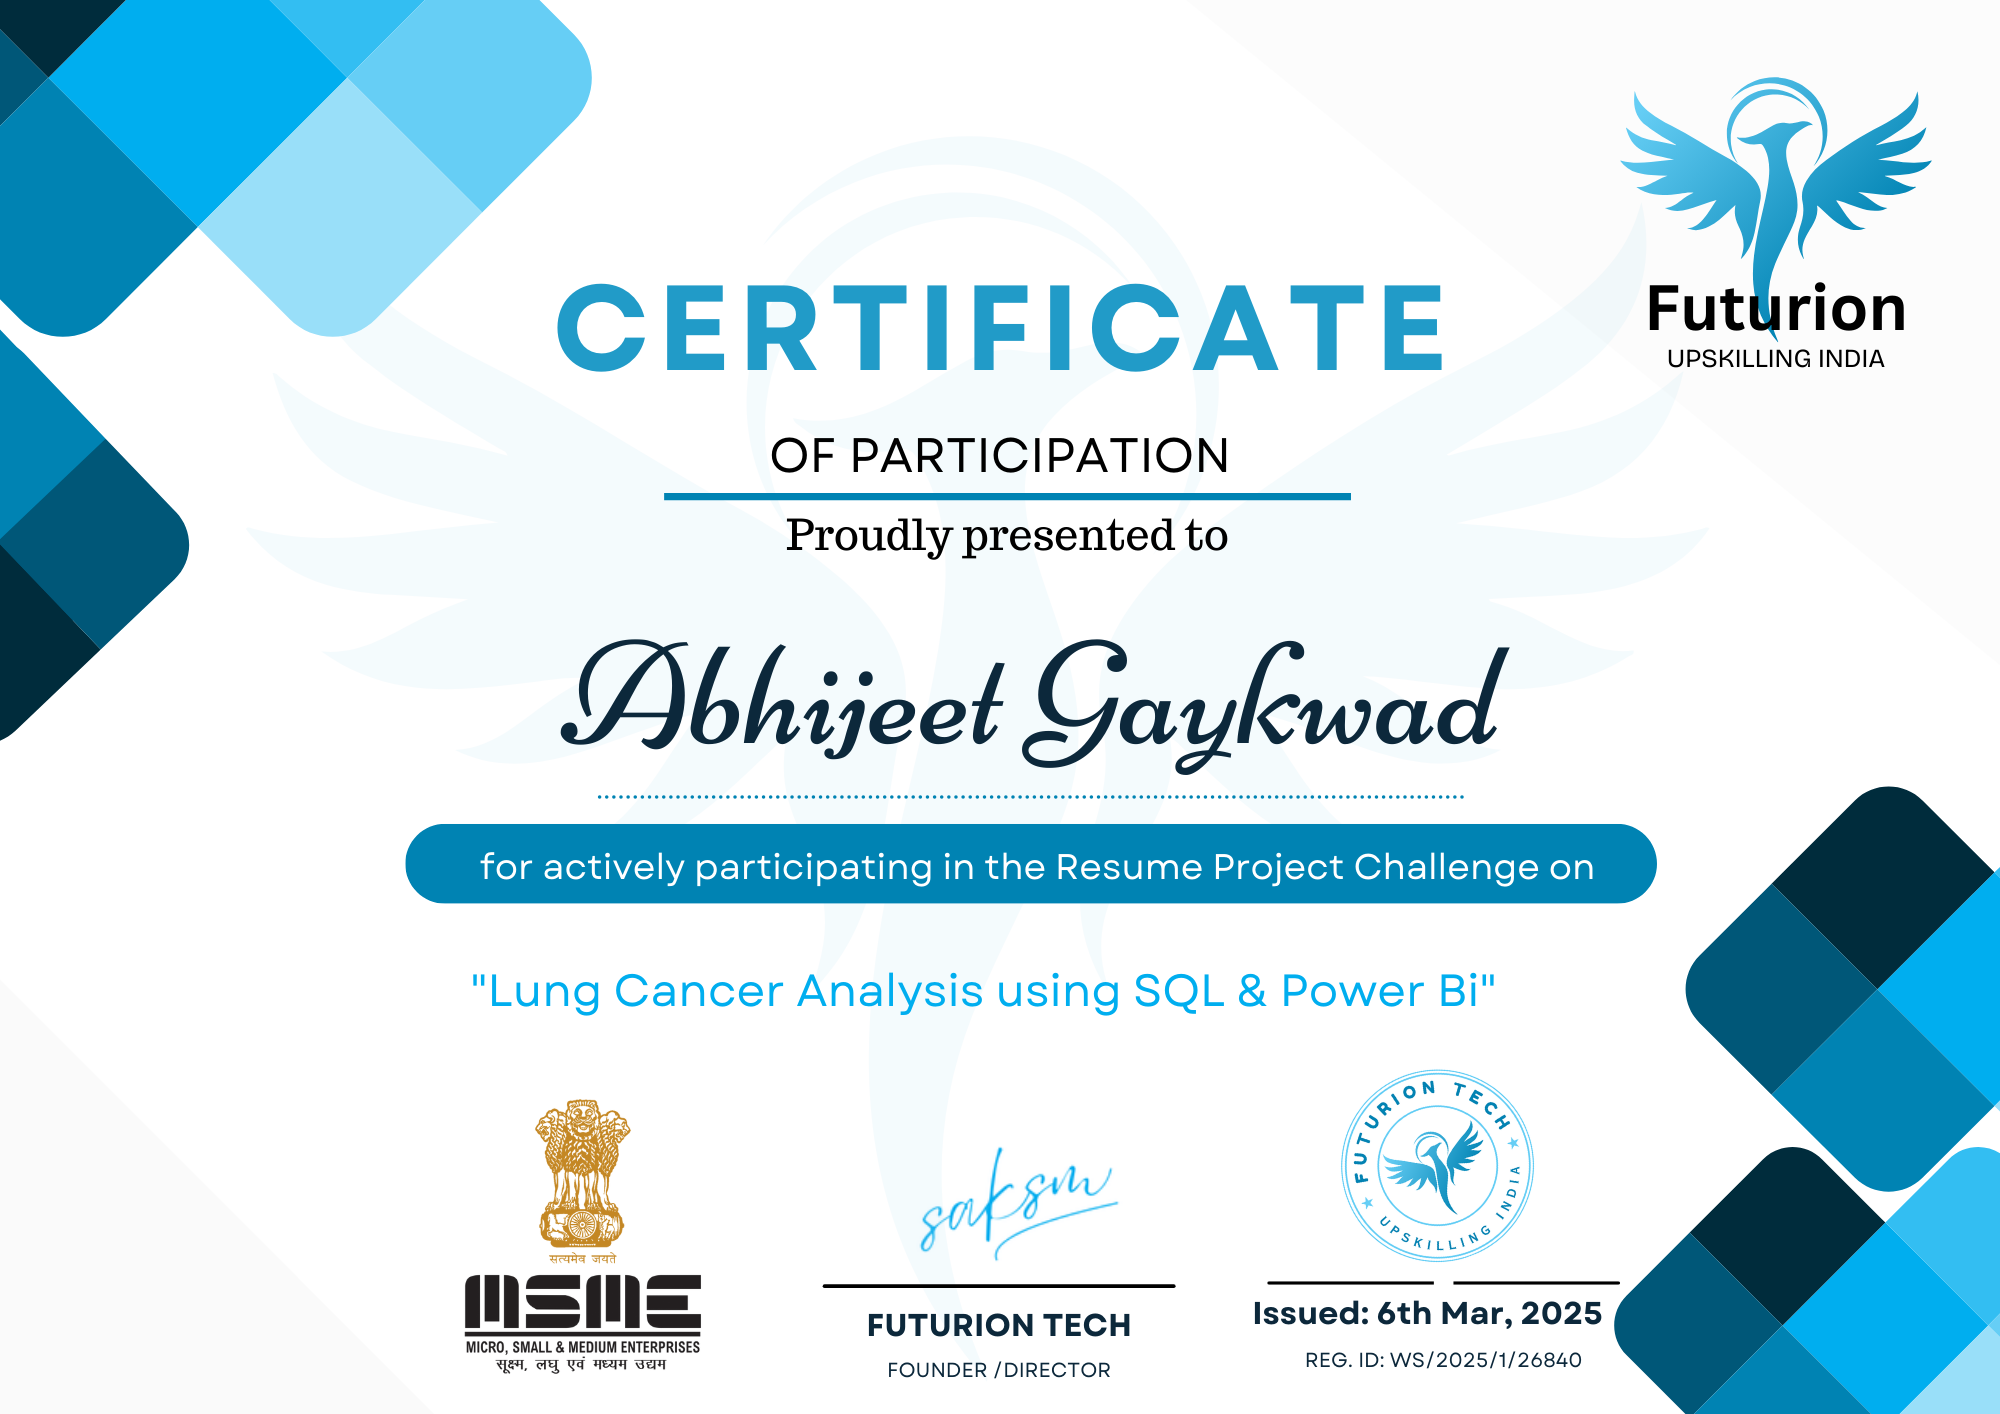 Futurion
UPSKILLING INDIA
CERTIFICATE
OF PARTICIPATION
Proudly presented to
Abhijeet Gaykwad
for actively participating in the Resume Project Challenge on
"Lung Cancer Analysis using SQL & Power Bi"
सत्यमेव जयते
MSME
MICRO, SMALL & MEDIUM ENTERPRISES
सूक्ष्म, लघु एवं मध्यम उद्यम
saksm
FUTURION TECH
FOUNDER /DIRECTOR
FUTURION TECH
UPSKILLING INDIA
Issued: 6th Mar, 2025
REG. ID: WS/2025/1/26840